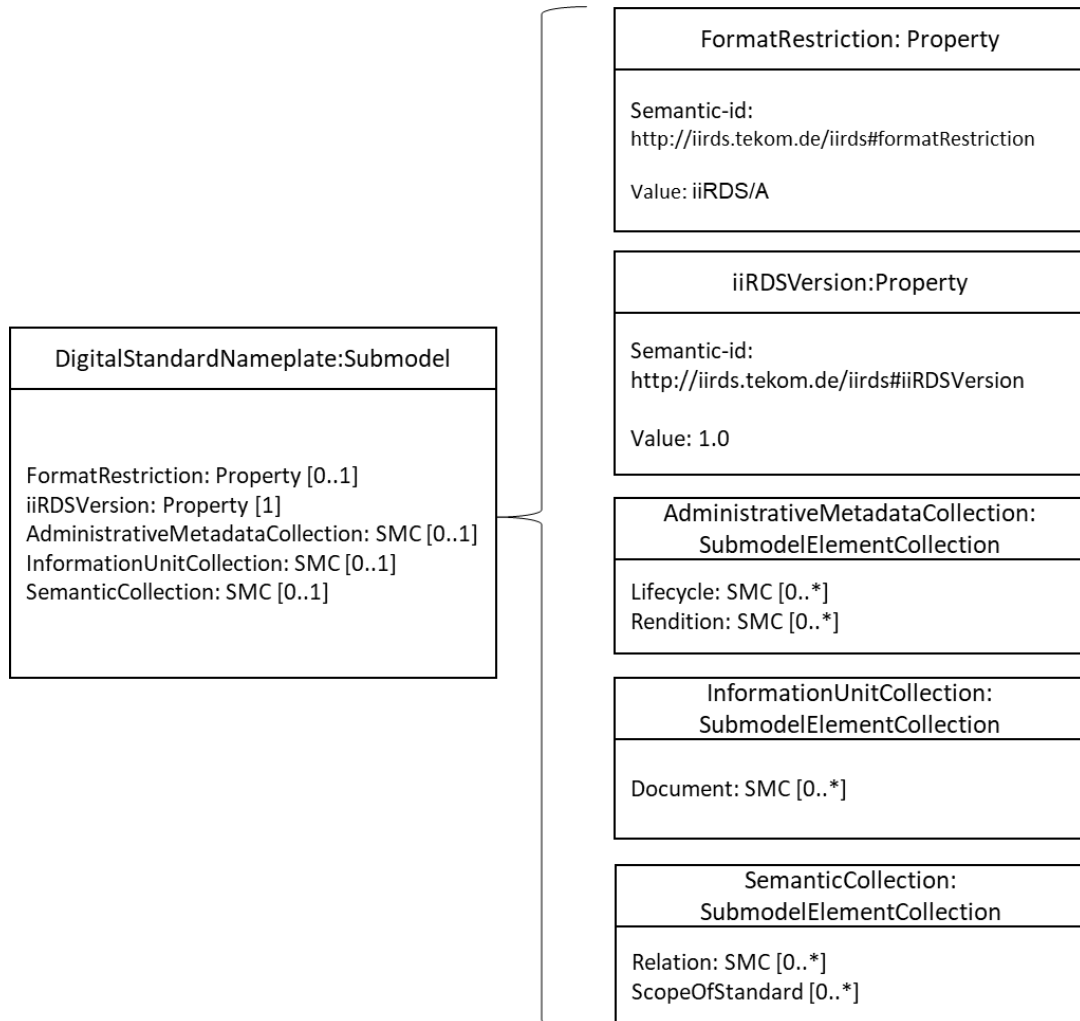 FormatRestriction: Property
Semantic-id:
http://iirds.tekom.de/iirds#formatRestriction
Value: iiRDS/A
iiRDSVersion:Property
Semantic-id:
http://iirds.tekom.de/iirds#iiRDSVersion
Value: 1.0
DigitalStandardNameplate:Submodel
FormatRestriction: Property [0..1]
iiRDSVersion: Property [1]
AdministrativeMetadataCollection: SMC [0..1]
InformationUnitCollection: SMC [0..1]
SemanticCollection: SMC [0..1]
AdministrativeMetadataCollection:
SubmodelElementCollection
Lifecycle: SMC [0..*]
Rendition: SMC [0..*]
InformationUnitCollection:
SubmodelElementCollection
Document: SMC [0..*]
SemanticCollection:
SubmodelElementCollection
Relation: SMC [0..*]
ScopeOfStandard [0..*]